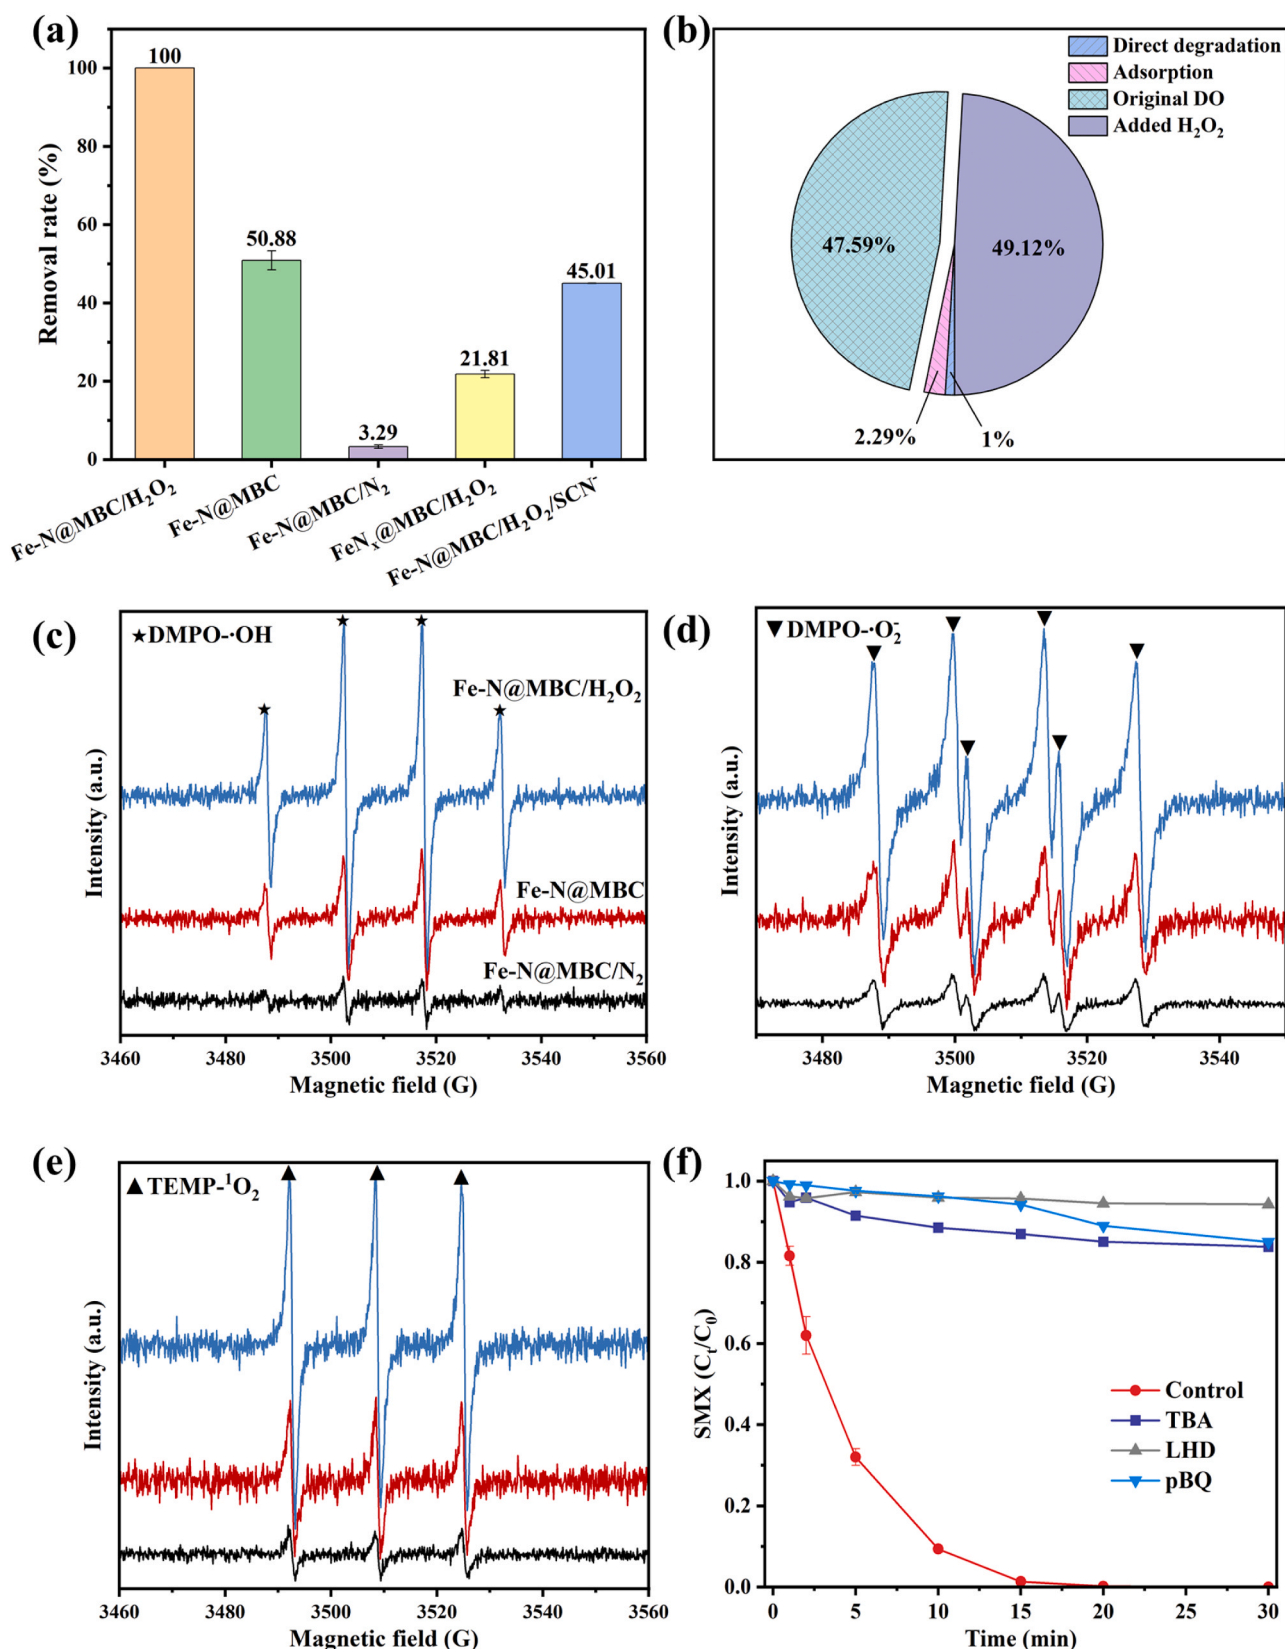 (a)
Removal rate (%)
100
80
60
40
20
0
100
50.88
3.29
21.81
45.01
Fe-N@MBC/H₂O₂
Fe-N@MBC
Fe-N@MBC/N₂
FeNₓ@MBC/H₂O₂
Fe-N@MBC/H₂O₂/SCN⁻
(b)
Direct degradation
Adsorption
Original DO
Added H₂O₂
47.59%
49.12%
2.29%
1%
(c)
★DMPO-·OH
Fe-N@MBC/H₂O₂
Fe-N@MBC
Fe-N@MBC/N₂
Intensity (a.u.)
3460 3480 3500 3520 3540 3560
Magnetic field (G)
(d)
▼DMPO-·O₂⁻
Intensity (a.u.)
3480 3500 3520 3540
Magnetic field (G)
(e)
▲TEMP-¹O₂
Intensity (a.u.)
3460 3480 3500 3520 3540 3560
Magnetic field (G)
(f)
SMX (Cₜ/C₀)
1.0
0.8
0.6
0.4
0.2
0.0
Control
TBA
LHD
pBQ
0 5 10 15 20 25 30
Time (min)